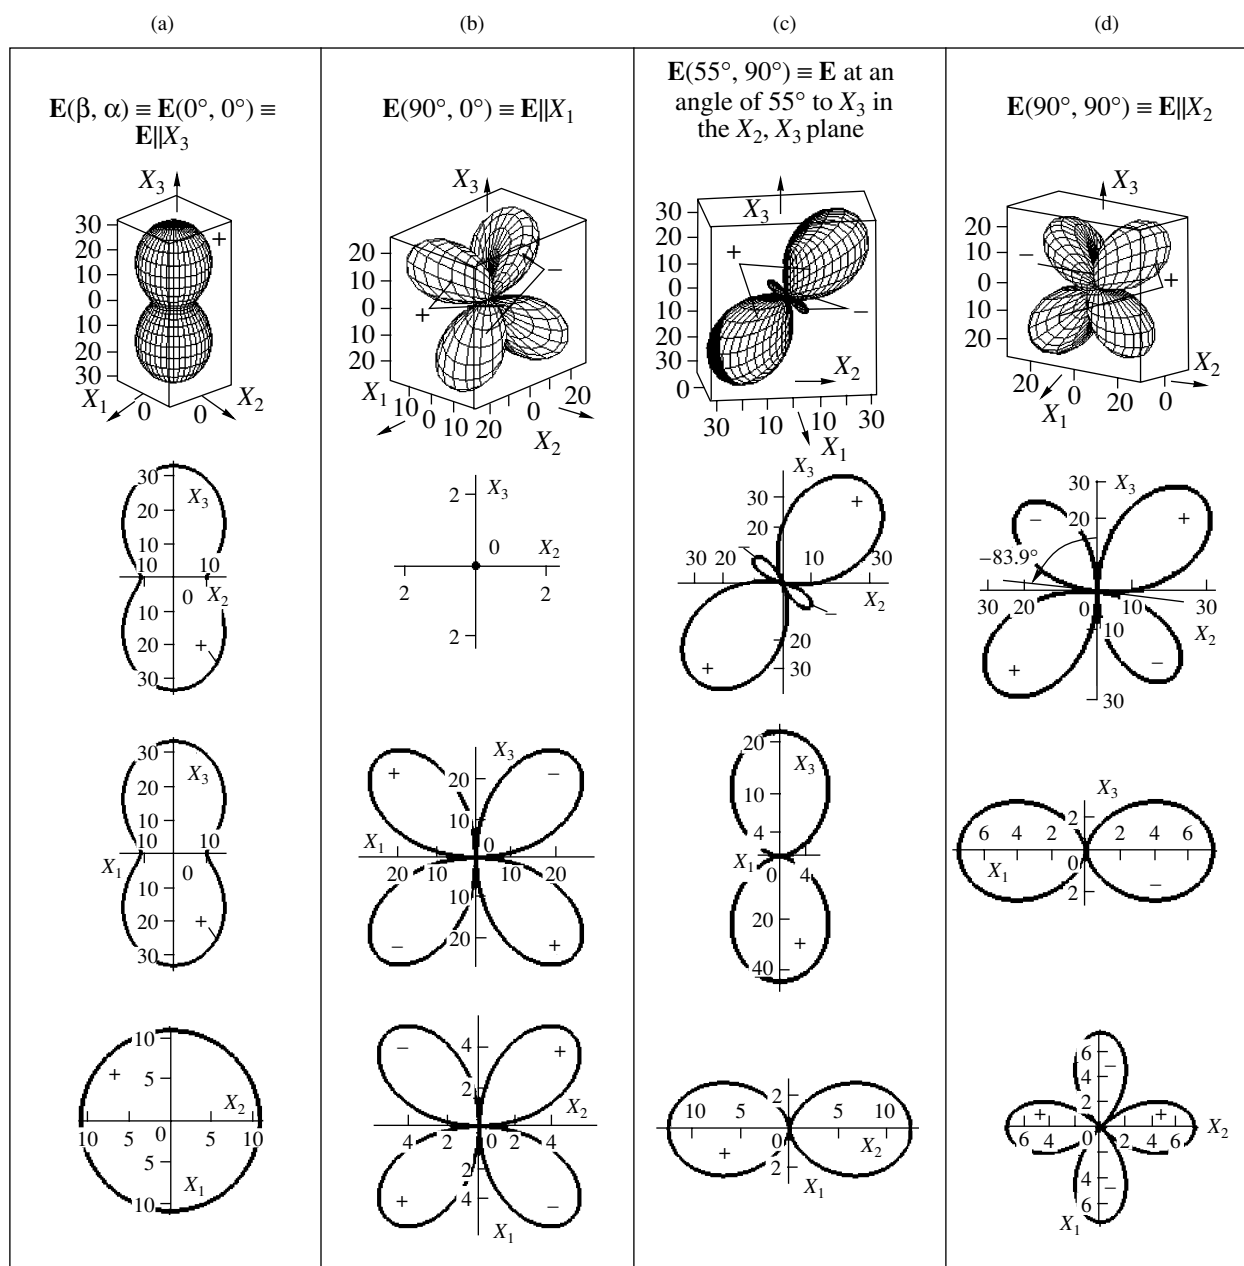 (a) (b) (c) (d)
E(β, α) ≡ E(0°, 0°) ≡
E||X3
E(90°, 0°) ≡ E||X1
E(55°, 90°) ≡ E at an
angle of 55° to X3 in
the X2, X3 plane
E(90°, 90°) ≡ E||X2
X3
30
20
10
0
10
20
30
+
X1 0 0 X2
X3
20
10
0
10
20
+ −
X1 10 0 10 20 0 20 X2
X3
30
20
10
0
10
20
30
0
+ −
X2
30 10 10 30
X1
X3
20
10
0
10
20
− +
X2
20 0 20 0
X1
30
X3
20
10
10 10
0 X2
10
20 +
30
2 X3
0 X2
2 2
2
X3
30
20
+
−
30 20 10 30
X2
−
20
+ 30
30 X3
− 20 +
−83.9°
30 20 0 10 30
10 X2
+ −
30
30
X3
20
10
10 10
X1 0
10
20 +
30
X3
+ 20 −
10
X1 0
20 10 10 20
10
− 20 +
20 X3
10
4
X1 0 4
20
−
40
X3
2
6 4 2 2 4 6
X1 0
2 −
10
+ 5
X2
10 0 5 10
5
X1
10
− 4 +
2
X2
4 2 0 2 4
2
+ 4 −
X1
2
10 5 5 10
0 X2
+ 2
X1
6
4 −
+ 2 +
6 4 0 2 4 6 X2
2
4 −
6
X1